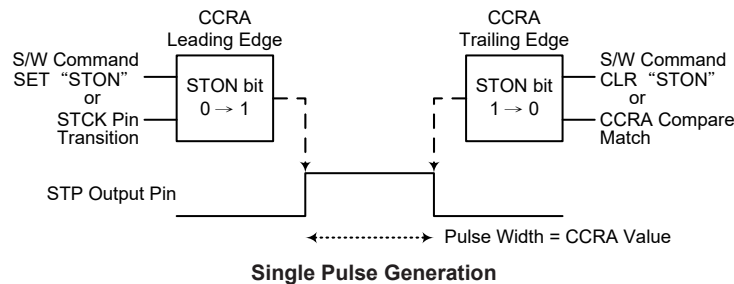 CCRA
Leading Edge
S/W Command
SET “STON”
or
STCK Pin
Transition
STON bit
0 → 1
CCRA
Trailing Edge
STON bit
1 → 0
S/W Command
CLR “STON”
or
CCRA Compare
Match
STP Output Pin
Pulse Width = CCRA Value
Single Pulse Generation